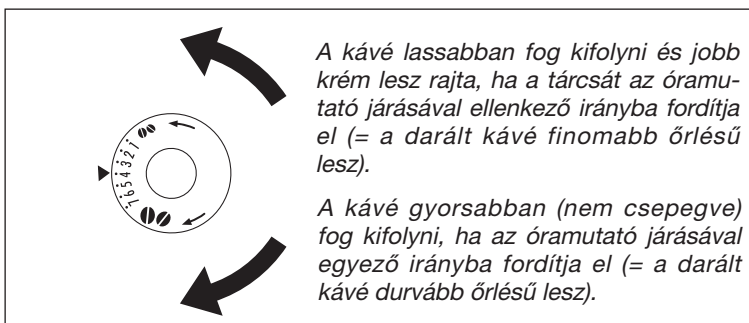 A kávé lassabban fog kifolyni és jobb
krém lesz rajta, ha a tárcsát az óramu-
tató járásával ellenkező irányba fordítja
el (= a darált kávé finomabb őrlésű
lesz).
A kávé gyorsabban (nem csepegve)
fog kifolyni, ha az óramutató járásával
egyező irányba fordítja el (= a darált
kávé durvább őrlésű lesz).
7654321